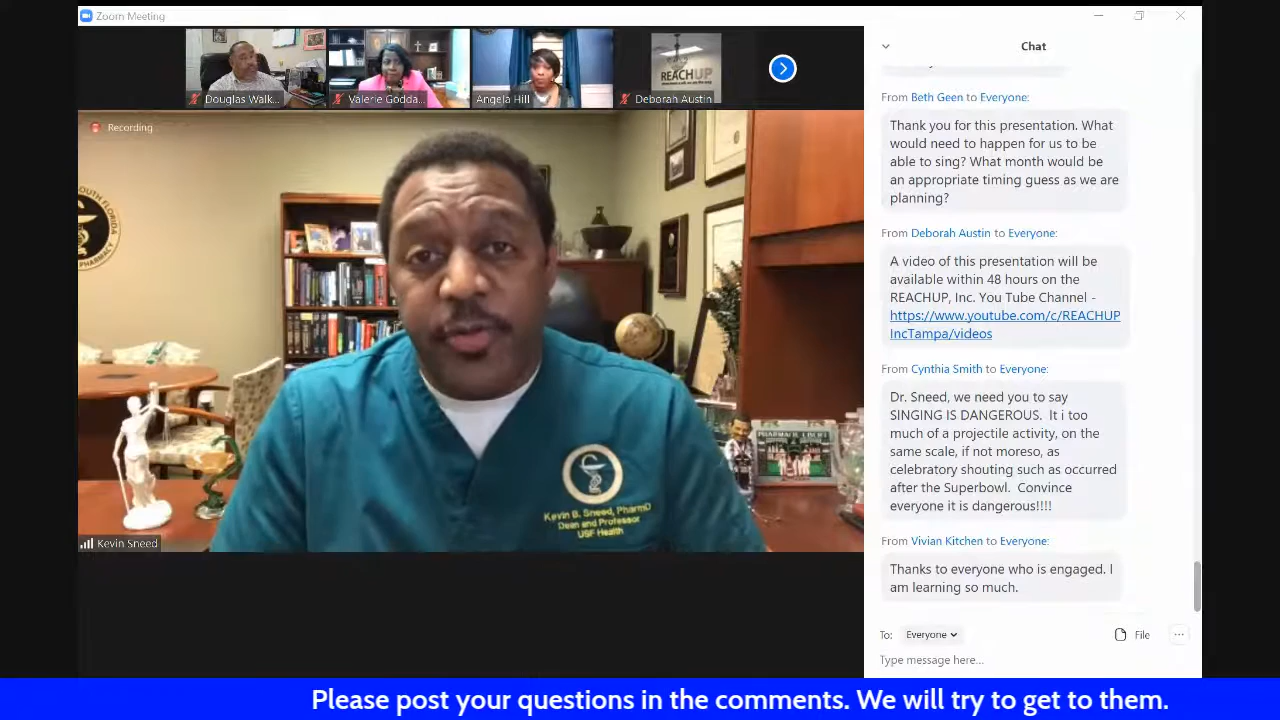 Zoom Meeting
Douglas Walk...
Valerie Godda...
Angela Hill
REACHUP
Deborah Austin
Recording
SOUTH FLORIDA
PHARMACY
Kevin B. Sneed, PharmD
Dean and Professor
USF Health
Kevin Sneed
Chat
From Beth Geen to Everyone:
Thank you for this presentation. What
would need to happen for us to be
able to sing? What month would be
an appropriate timing guess as we are
planning?
From Deborah Austin to Everyone:
A video of this presentation will be
available within 48 hours on the
REACHUP, Inc. You Tube Channel -
https://www.youtube.com/c/REACHUP
IncTampa/videos
From Cynthia Smith to Everyone:
Dr. Sneed, we need you to say
SINGING IS DANGEROUS. It i too
much of a projectile activity, on the
same scale, if not moreso, as
celebratory shouting such as occurred
after the Superbowl. Convince
everyone it is dangerous!!!!
From Vivian Kitchen to Everyone:
Thanks to everyone who is engaged. I
am learning so much.
To: Everyone
File
Type message here...
Please post your questions in the comments. We will try to get to them.